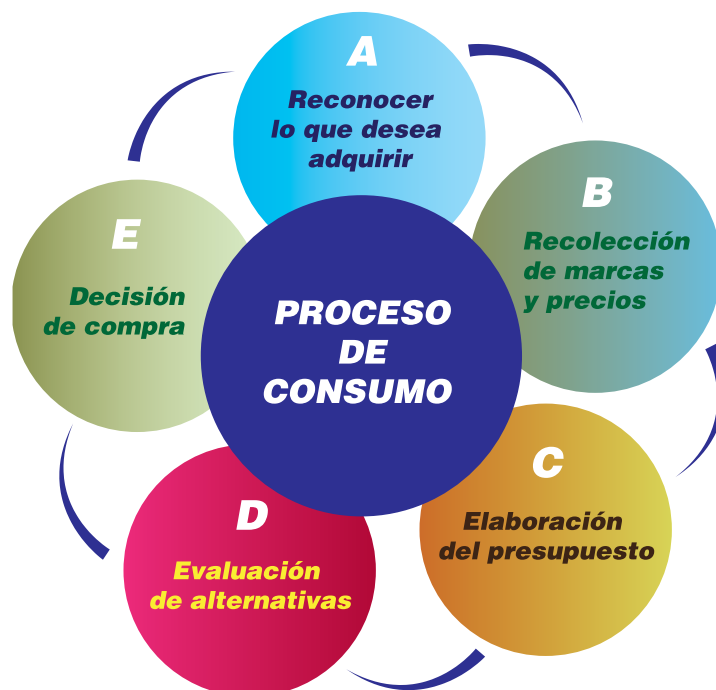 A
Reconocer
lo que desea
adquirir
B
Recolección
de marcas
y precios
C
Elaboración
del presupuesto
D
Evaluación
de alternativas
E
Decisión
de compra
PROCESO
DE
CONSUMO